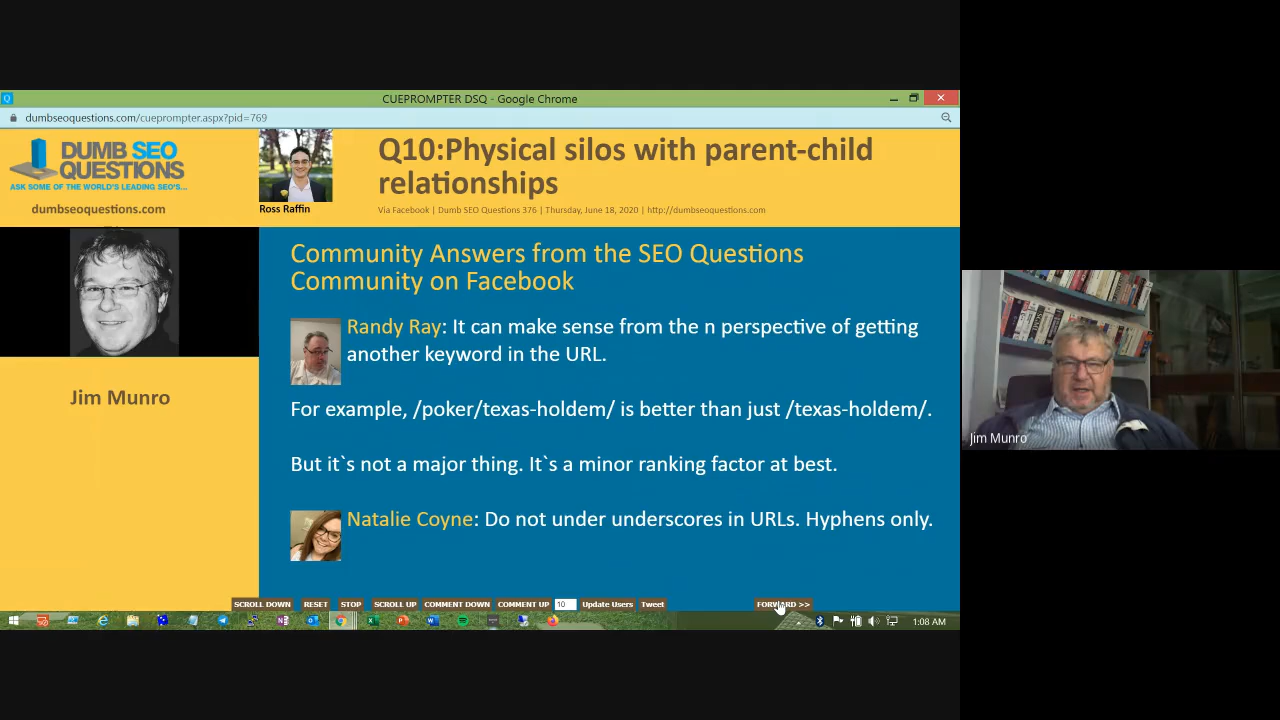 CUEPROMPTER DSQ - Google Chrome
dumbseoquestions.com/cueprompter.aspx?pid=769
DUMB SEO
QUESTIONS
ASK SOME OF THE WORLD'S LEADING SEO'S...
dumbseoquestions.com
Ross Raffin
Q10:Physical silos with parent-child
relationships
Via Facebook | Dumb SEO Questions 376 | Thursday, June 18, 2020 | http://dumbseoquestions.com
Jim Munro
Community Answers from the SEO Questions
Community on Facebook
Randy Ray: It can make sense from the n perspective of getting
another keyword in the URL.
For example, /poker/texas-holdem/ is better than just /texas-holdem/.
But it`s not a major thing. It`s a minor ranking factor at best.
Natalie Coyne: Do not under underscores in URLs. Hyphens only.
SCROLL DOWN RESET STOP SCROLL UP COMMENT DOWN COMMENT UP 10 Update Users Tweet FORWARD >>
1:08 AM
Jim Munro